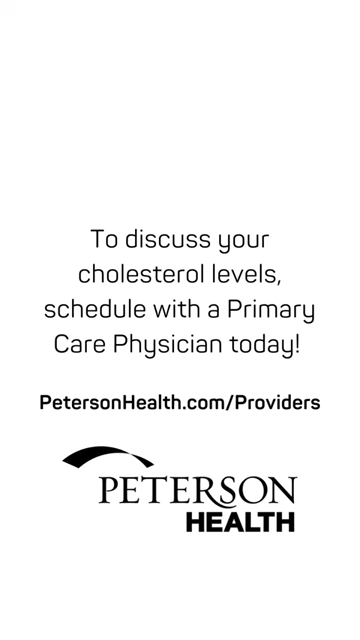 To discuss your
cholesterol levels,
schedule with a Primary
Care Physician today!
PetersonHealth.com/Providers
PETERSON
HEALTH